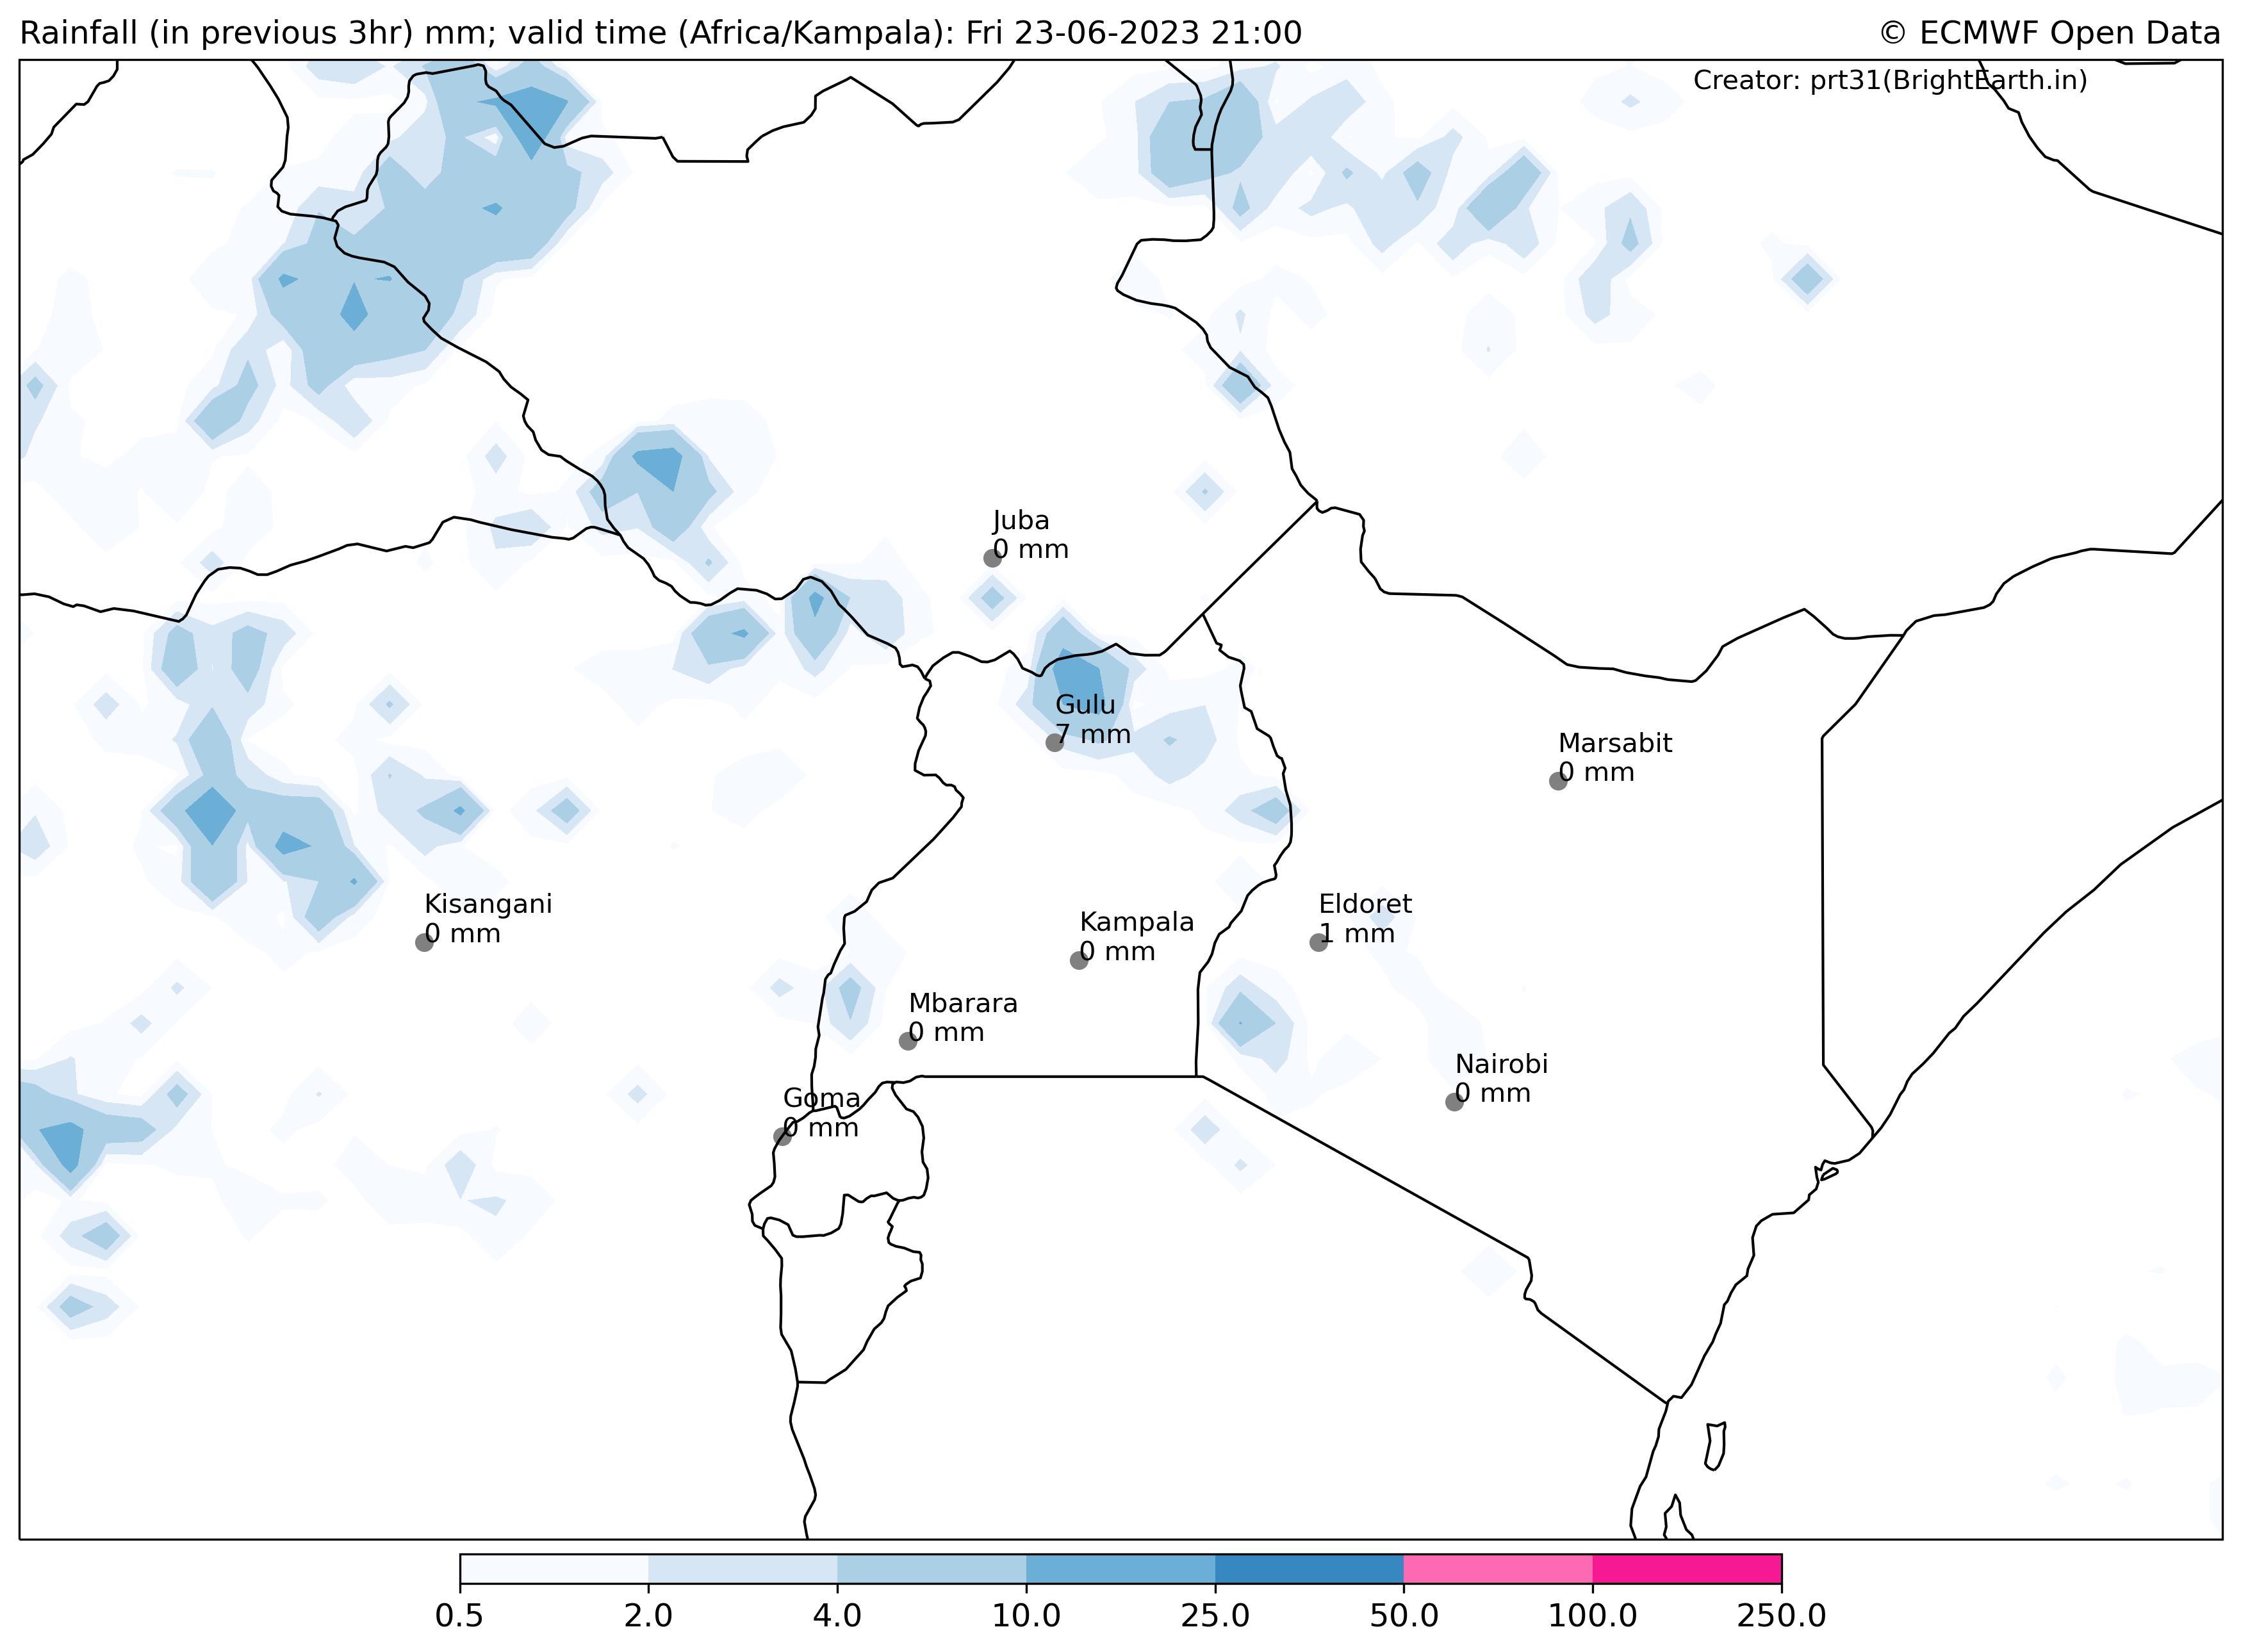 Rainfall (in previous 3hr) mm; valid time (Africa/Kampala): Fri 23-06-2023 21:00
© ECMWF Open Data
Creator: prt31(BrightEarth.in)
Juba
0 mm
Gulu
7 mm
Marsabit
0 mm
Kisangani
0 mm
Kampala
0 mm
Eldoret
1 mm
Mbarara
0 mm
Nairobi
0 mm
Goma
0 mm
0.5 2.0 4.0 10.0 25.0 50.0 100.0 250.0